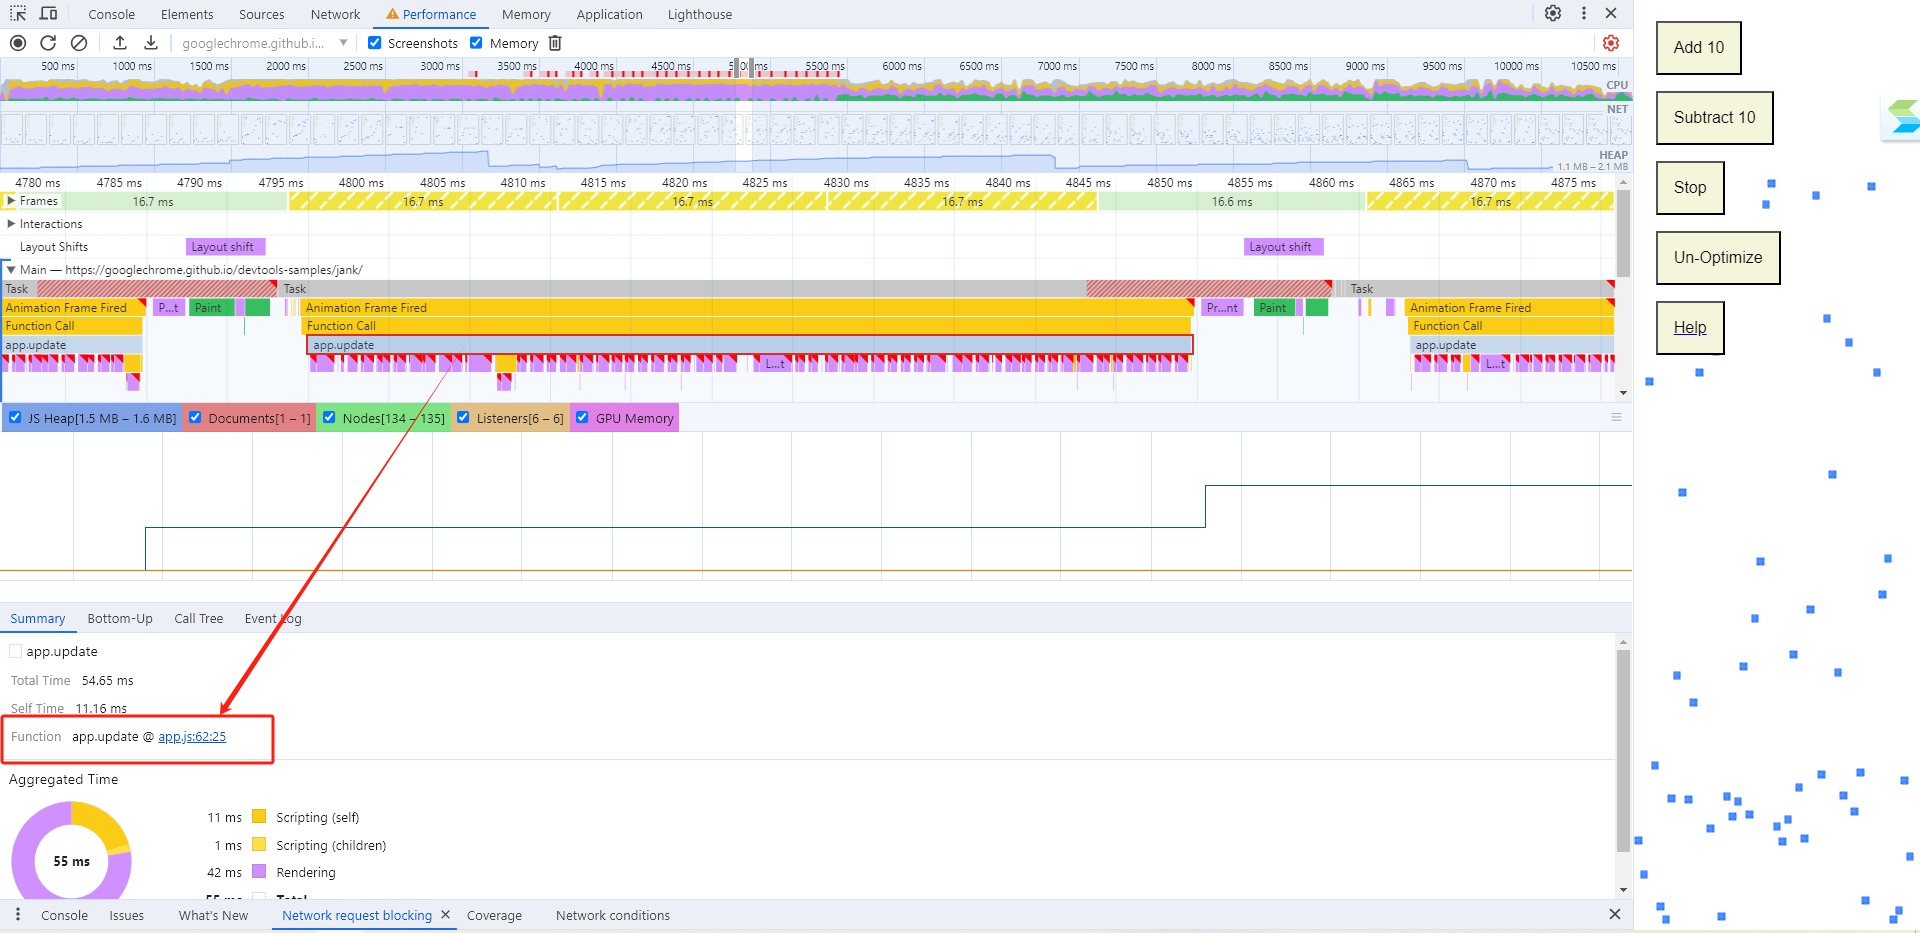 Console Elements Sources Network Performance Memory Application Lighthouse
googlechrome.github.i... Screenshots Memory
500 ms 1000 ms 1500 ms 2000 ms 2500 ms 3000 ms 3500 ms 4000 ms 4500 ms 5500 ms 6000 ms 6500 ms 7000 ms 7500 ms 8000 ms 8500 ms 9000 ms 9500 ms 10000 ms 10500 ms
CPU
NET
HEAP
1.1 MB – 2.1 MB
4780 ms 4785 ms 4790 ms 4795 ms 4800 ms 4805 ms 4810 ms 4815 ms 4820 ms 4825 ms 4830 ms 4835 ms 4840 ms 4845 ms 4850 ms 4855 ms 4860 ms 4865 ms 4870 ms 4875 ms
Frames 16.7 ms 16.7 ms 16.7 ms 16.7 ms 16.6 ms 16.7 ms
Interactions
Layout Shifts Layout shift Layout shift
Main — https://googlechrome.github.io/devtools-samples/jank/
Task Task Task
Animation Frame Fired P...t Paint Animation Frame Fired Pr...nt Paint Animation Frame Fired
Function Call Function Call Function Call
app.update app.update app.update
L...t L...t
JS Heap[1.5 MB – 1.6 MB] Documents[1 – 1] Nodes[134 – 135] Listeners[6 – 6] GPU Memory
Summary Bottom-Up Call Tree Event Log
app.update
Total Time 54.65 ms
Self Time 11.16 ms
Function app.update @ app.js:62:25
Aggregated Time
11 ms Scripting (self)
1 ms Scripting (children)
55 ms
42 ms Rendering
55 ms Total
Console Issues What's New Network request blocking Coverage Network conditions
Add 10
Subtract 10
Stop
Un-Optimize
Help